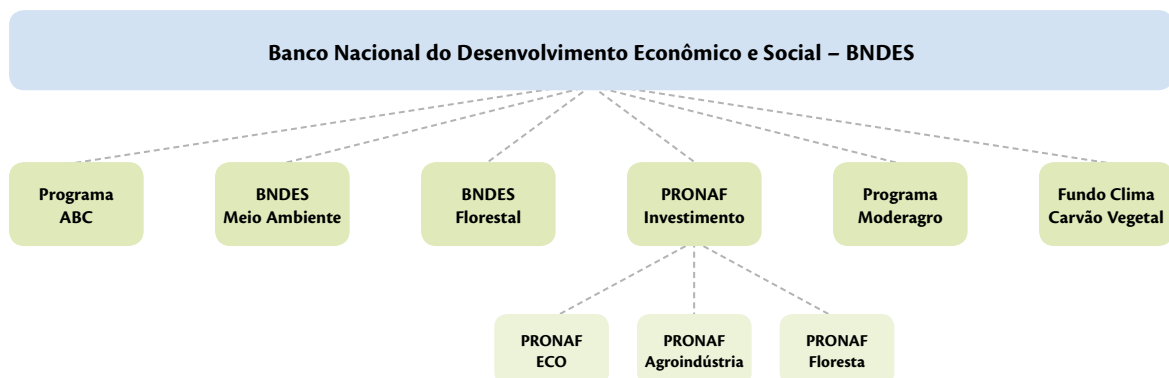 Banco Nacional do Desenvolvimento Econômico e Social – BNDES
Programa
ABC
BNDES
Meio Ambiente
BNDES
Florestal
PRONAF
Investimento
Programa
Moderagro
Fundo Clima
Carvão Vegetal
PRONAF
ECO
PRONAF
Agroindústria
PRONAF
Floresta